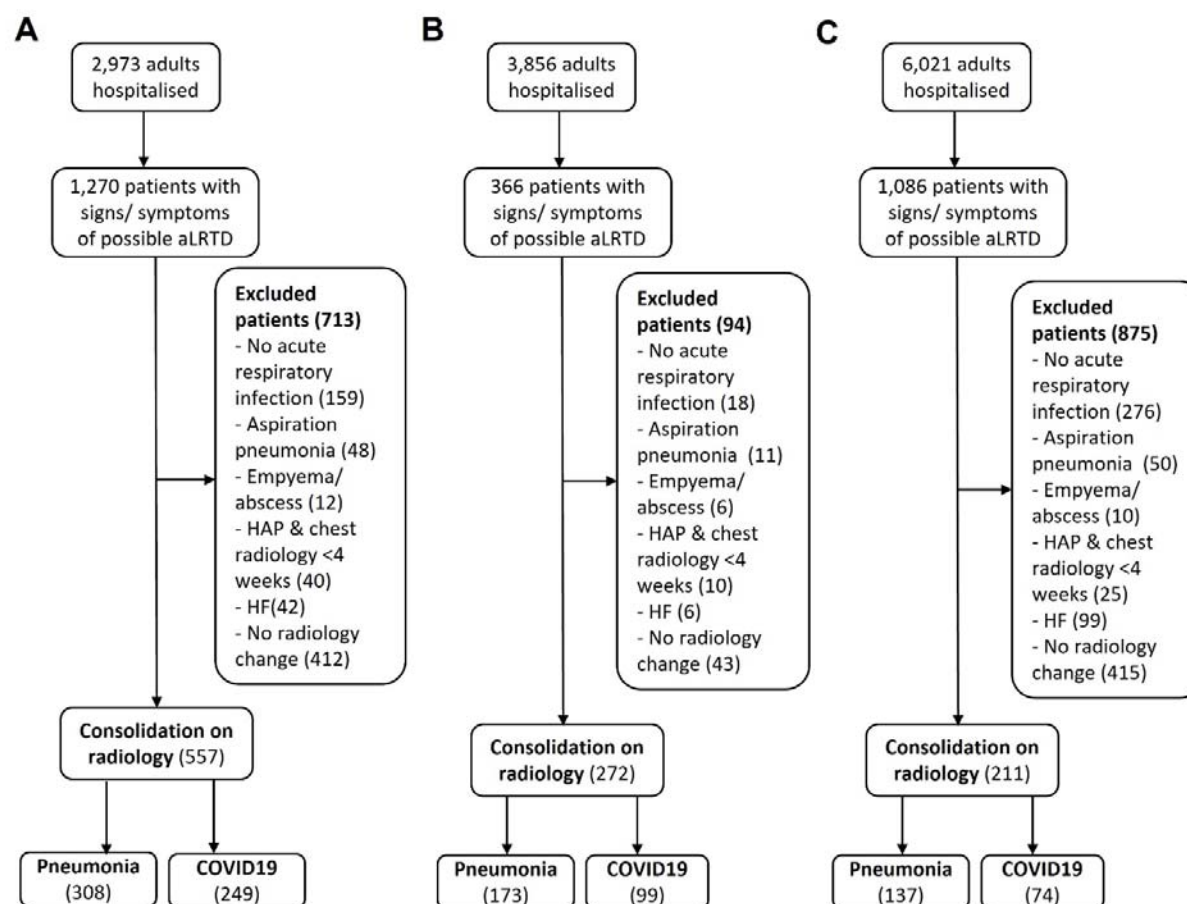 A
2,973 adults
hospitalised
1,270 patients with
signs/ symptoms
of possible aLRTD
Excluded
patients (713)
- No acute
respiratory
infection (159)
- Aspiration
pneumonia (48)
- Empyema/
abscess (12)
- HAP & chest
radiology <4
weeks (40)
- HF(42)
- No radiology
change (412)
Consolidation on
radiology (557)
Pneumonia
(308)
COVID19
(249)
B
3,856 adults
hospitalised
366 patients with
signs/ symptoms
of possible aLRTD
Excluded
patients (94)
- No acute
respiratory
infection (18)
- Aspiration
pneumonia (11)
- Empyema/
abscess (6)
- HAP & chest
radiology <4
weeks (10)
- HF (6)
- No radiology
change (43)
Consolidation on
radiology (272)
Pneumonia
(173)
COVID19
(99)
C
6,021 adults
hospitalised
1,086 patients with
signs/ symptoms
of possible aLRTD
Excluded
patients (875)
- No acute
respiratory
infection (276)
- Aspiration
pneumonia (50)
- Empyema/
abscess (10)
- HAP & chest
radiology <4
weeks (25)
- HF (99)
- No radiology
change (415)
Consolidation on
radiology (211)
Pneumonia
(137)
COVID19
(74)